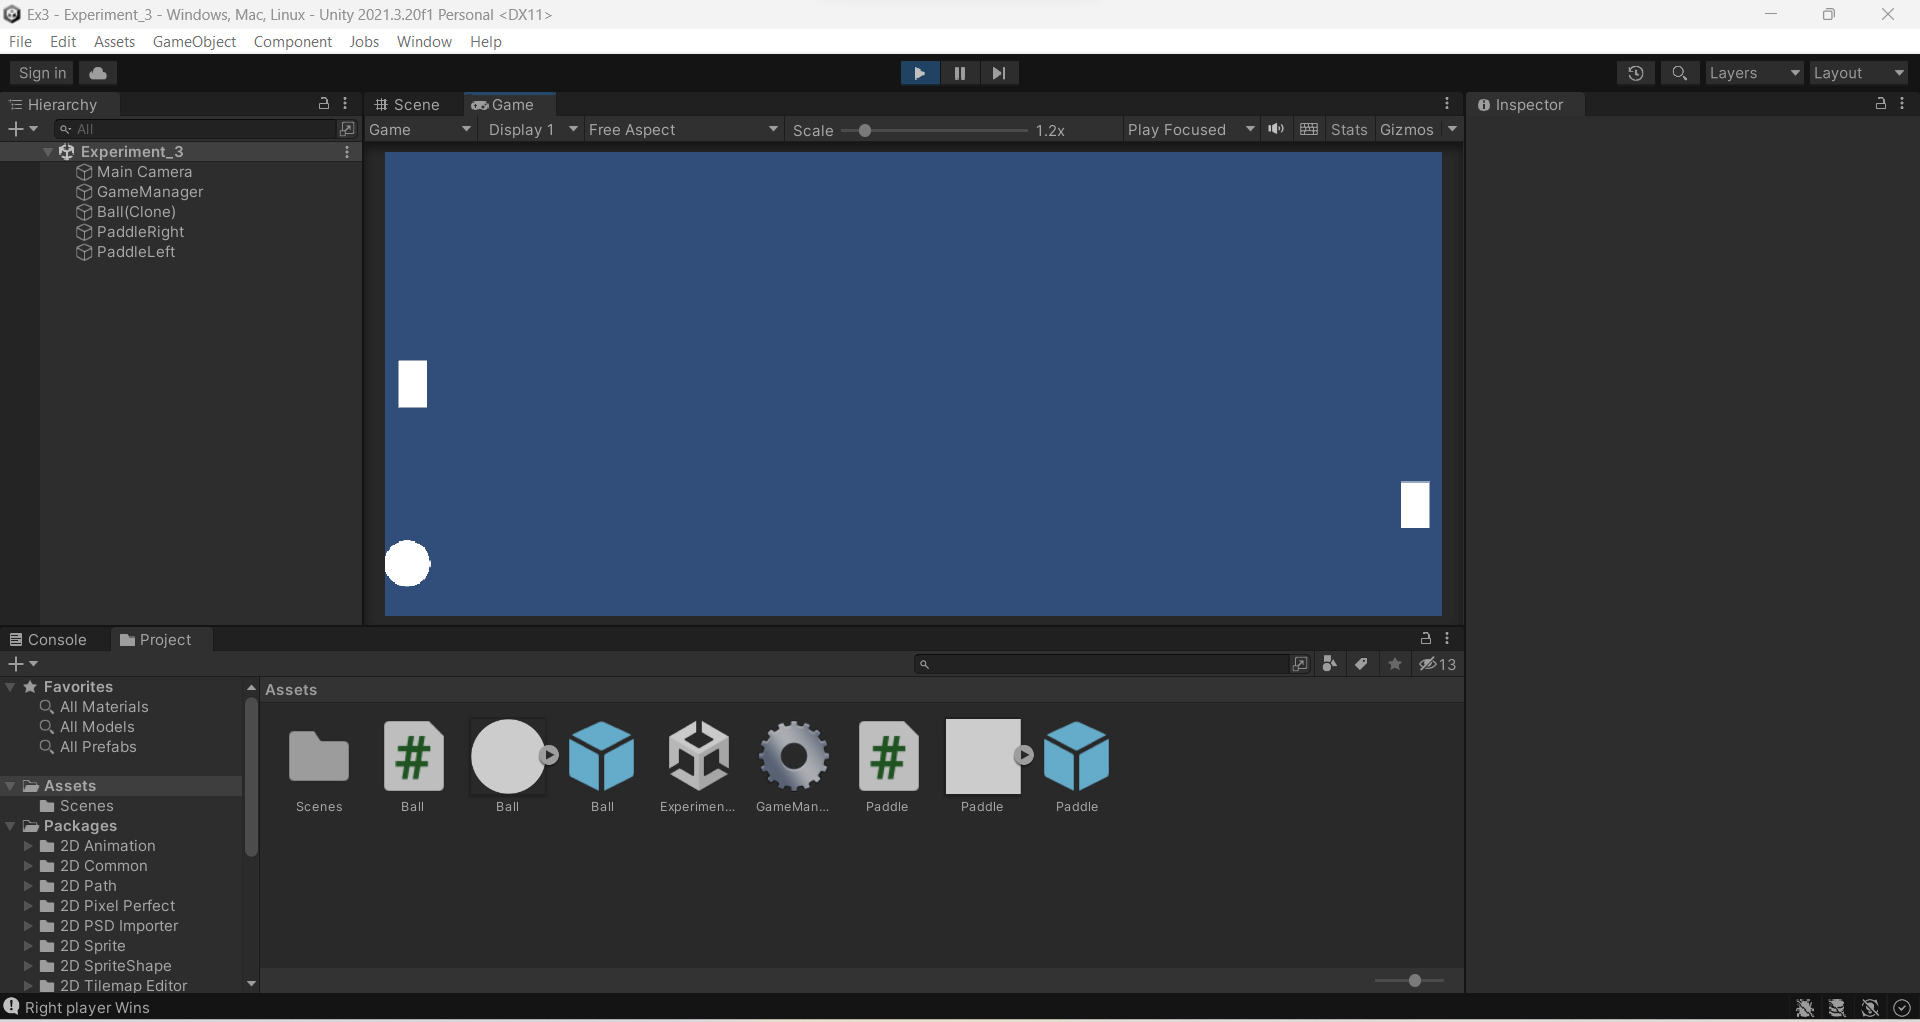 Ex3 - Experiment_3 - Windows, Mac, Linux - Unity 2021.3.20f1 Personal <DX11>
File Edit Assets GameObject Component Jobs Window Help
Sign in Layers Layout
Hierarchy Scene Game Inspector
All Game Display 1 Free Aspect Scale 1.2x Play Focused Stats Gizmos
Experiment_3
Main Camera
GameManager
Ball(Clone)
PaddleRight
PaddleLeft
Console Project
13
Favorites
All Materials
All Models
All Prefabs
Assets
Scenes
Packages
2D Animation
2D Common
2D Path
2D Pixel Perfect
2D PSD Importer
2D Sprite
2D SpriteShape
2D Tilemap Editor
Assets
Scenes Ball Ball Ball Experimen... GameMan... Paddle Paddle Paddle
Right player Wins